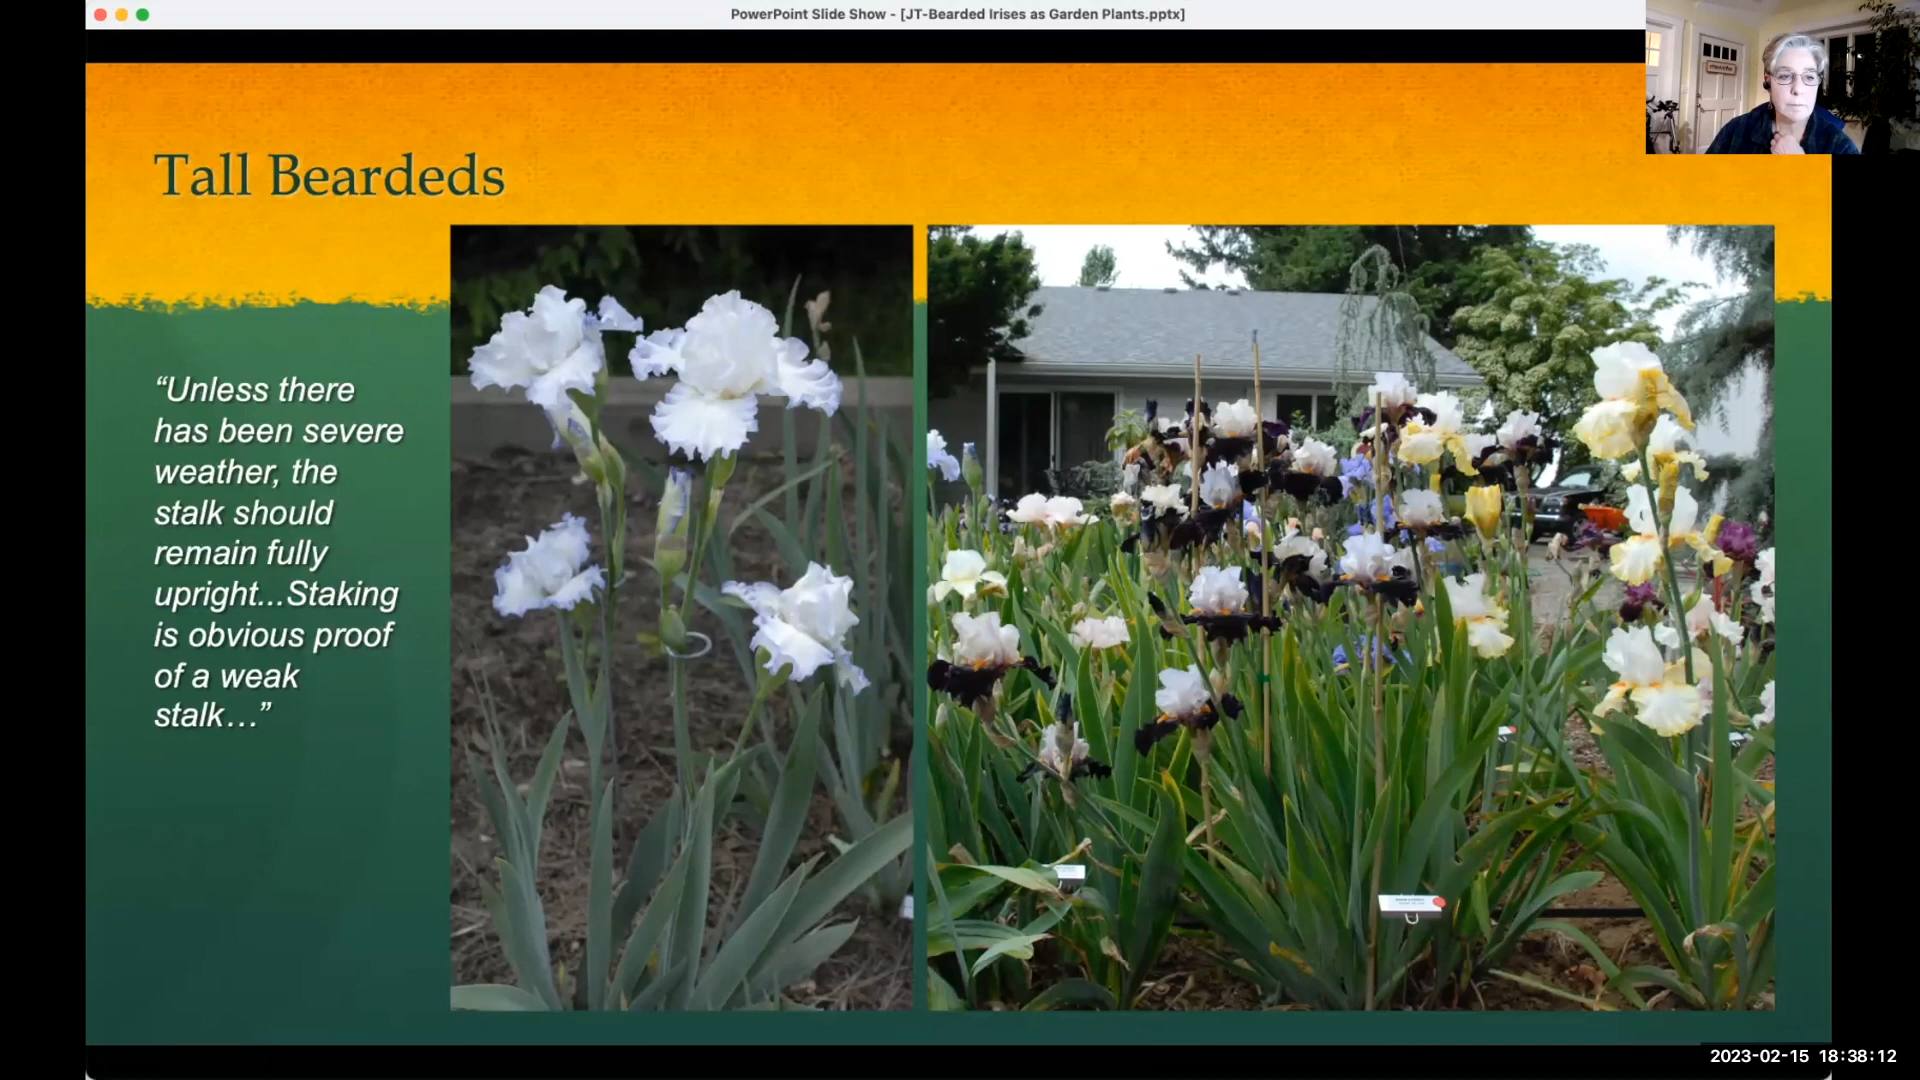 PowerPoint Slide Show - [JT-Bearded Irises as Garden Plants.pptx]
Tall Beardeds
“Unless there
has been severe
weather, the
stalk should
remain fully
upright...Staking
is obvious proof
of a weak
stalk…”
2023-02-15 18:38:12